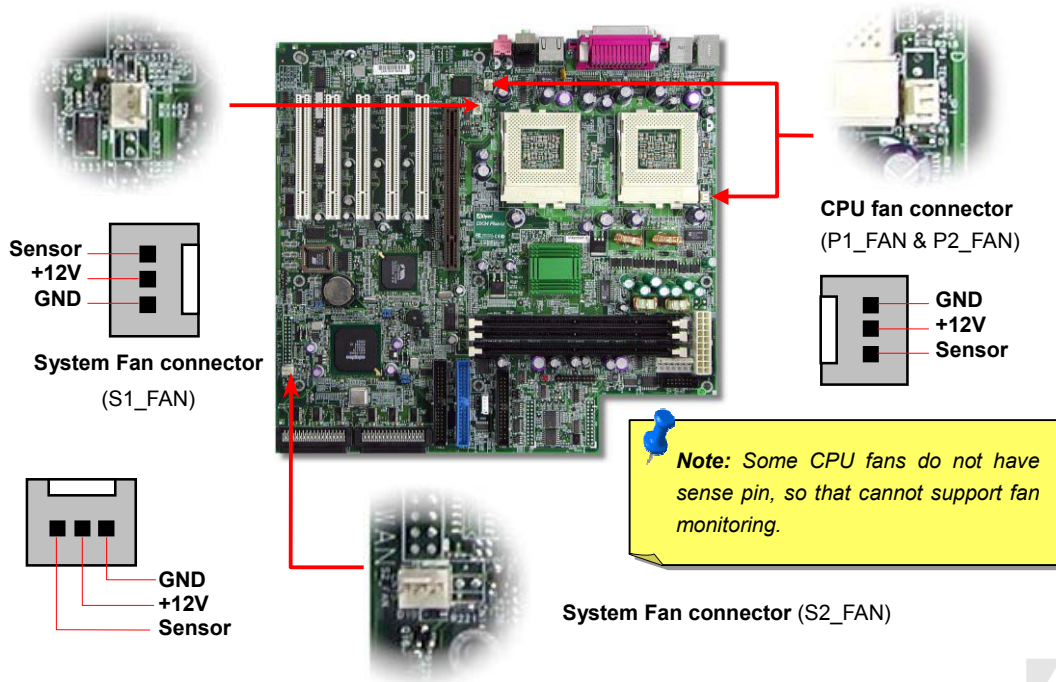 CPU fan connector
(P1_FAN & P2_FAN)
Sensor
+12V
GND
System Fan connector
(S1_FAN)
GND
+12V
Sensor
Note: Some CPU fans do not have
sense pin, so that cannot support fan
monitoring.
GND
+12V
Sensor
System Fan connector (S2_FAN)